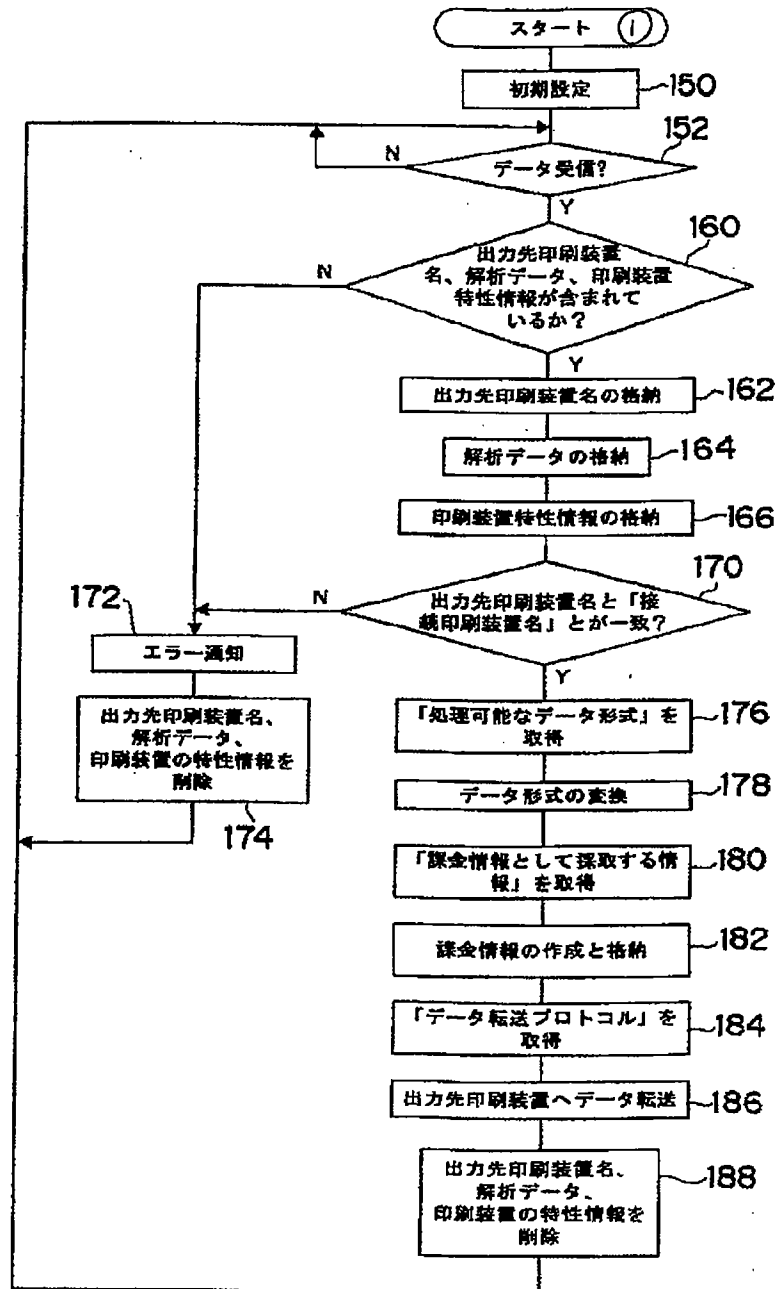 スタート ①
初期設定
150
152
N
データ受信?
Y
160
出力先印刷装置
名、解析データ、印刷装置
特性情報が含まれて
いるか?
N
Y
出力先印刷装置名の格納
162
解析データの格納
164
印刷装置特性情報の格納
166
170
N
出力先印刷装置名と「接
続印刷装置名」とが一致?
Y
172
エラー通知
出力先印刷装置名、
解析データ、
印刷装置の特性情報を
削除
174
「処理可能なデータ形式」を
取得
176
データ形式の変換
178
「課金情報として採取する情
報」を取得
180
課金情報の作成と格納
182
「データ転送プロトコル」を
取得
184
出力先印刷装置へデータ転送
186
出力先印刷装置名、
解析データ、
印刷装置の特性情報を
削除
188